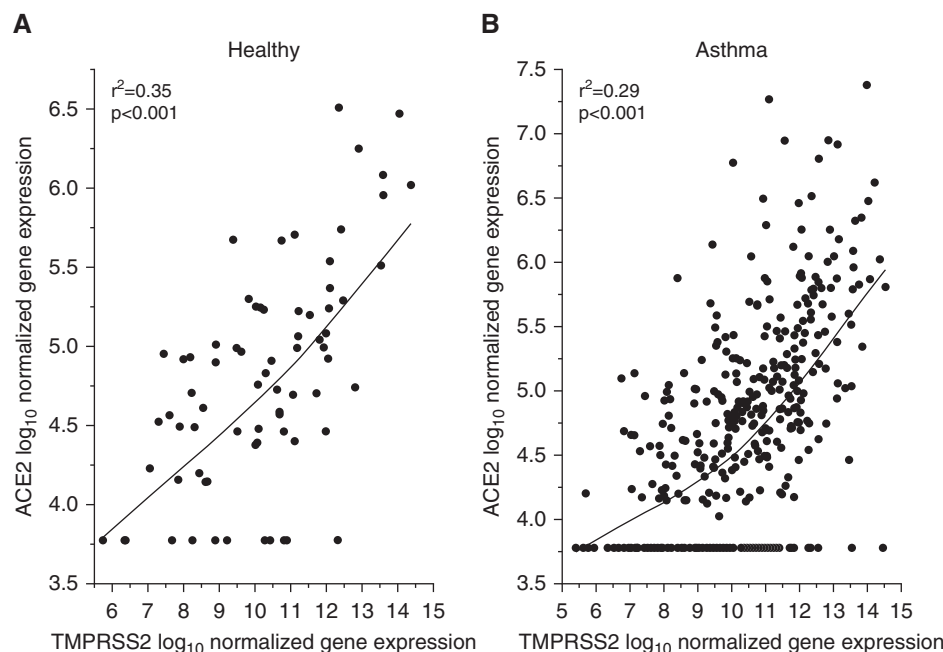 A
Healthy
r²=0.35
p<0.001
6.5
6.0
5.5
5.0
4.5
4.0
3.5
ACE2 log₁₀ normalized gene expression
6 7 8 9 10 11 12 13 14 15
TMPRSS2 log₁₀ normalized gene expression
B
Asthma
r²=0.29
p<0.001
7.5
7.0
6.5
6.0
5.5
5.0
4.5
4.0
3.5
ACE2 log₁₀ normalized gene expression
5 6 7 8 9 10 11 12 13 14 15
TMPRSS2 log₁₀ normalized gene expression